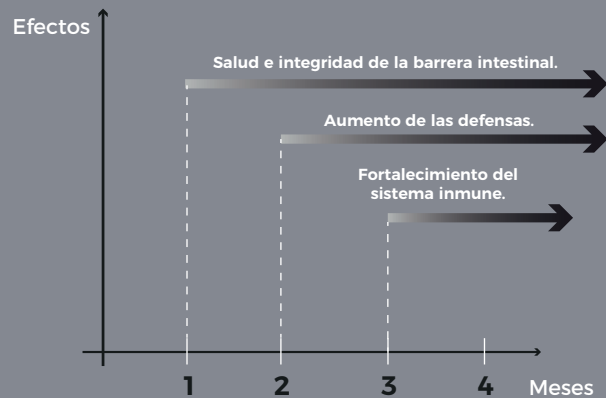 Efectos
Salud e integridad de la barrera intestinal.
Aumento de las defensas.
Fortalecimiento del
sistema inmune.
1 2 3 4 Meses